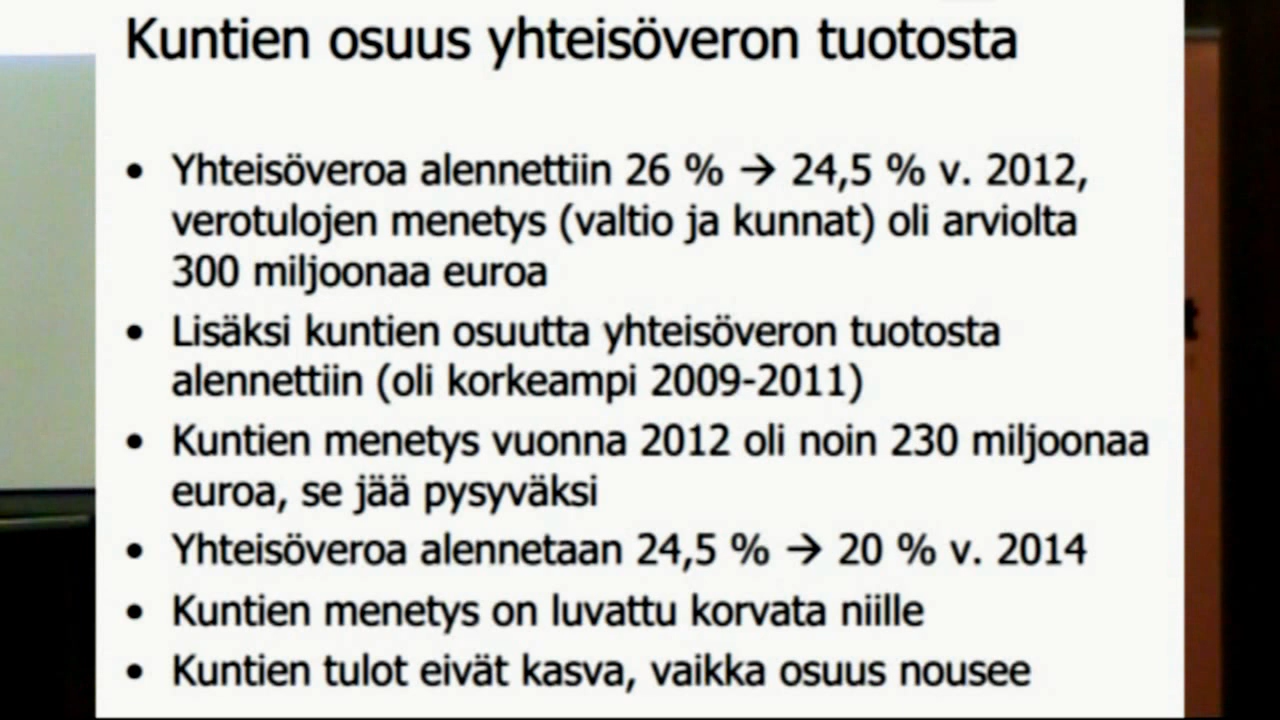 Kuntien osuus yhteisöveron tuotosta
• Yhteisöveroa alennettiin 26 % → 24,5 % v. 2012,
verotulojen menetys (valtio ja kunnat) oli arviolta
300 miljoonaa euroa
• Lisäksi kuntien osuutta yhteisöveron tuotosta
alennettiin (oli korkeampi 2009-2011)
• Kuntien menetys vuonna 2012 oli noin 230 miljoonaa
euroa, se jää pysyväksi
• Yhteisöveroa alennetaan 24,5 % → 20 % v. 2014
• Kuntien menetys on luvattu korvata niille
• Kuntien tulot eivät kasva, vaikka osuus nousee